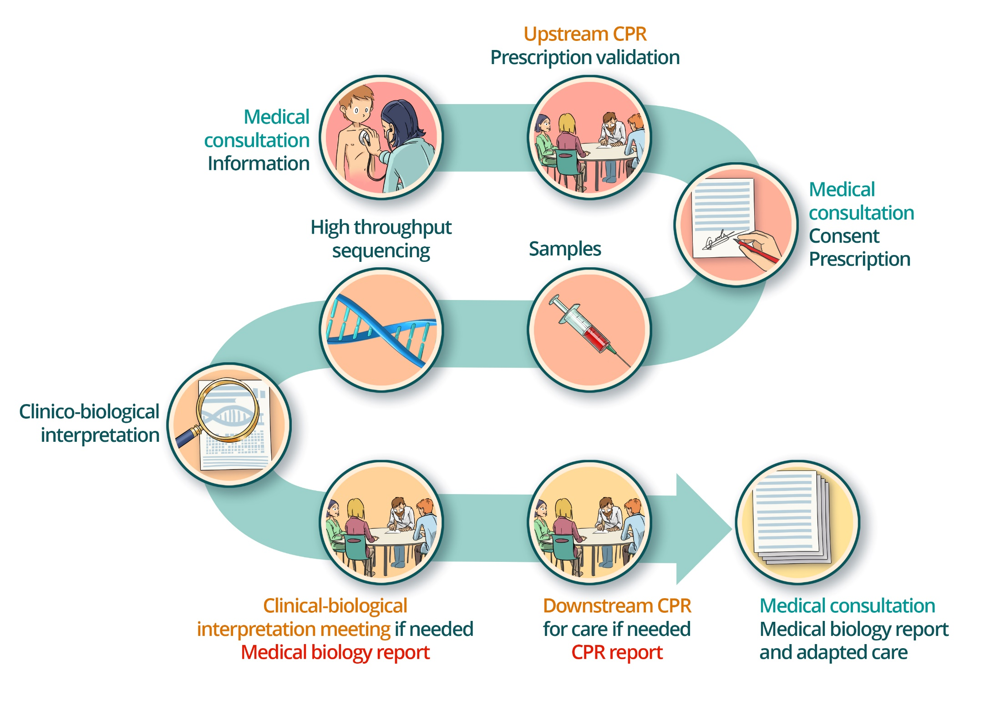 Upstream CPR
Prescription validation
Medical
consultation
Information
Medical
consultation
Consent
Prescription
High throughput
sequencing
Samples
Clinico-biological
interpretation
Clinical-biological
interpretation meeting if needed
Medical biology report
Downstream CPR
for care if needed
CPR report
Medical consultation
Medical biology report
and adapted care